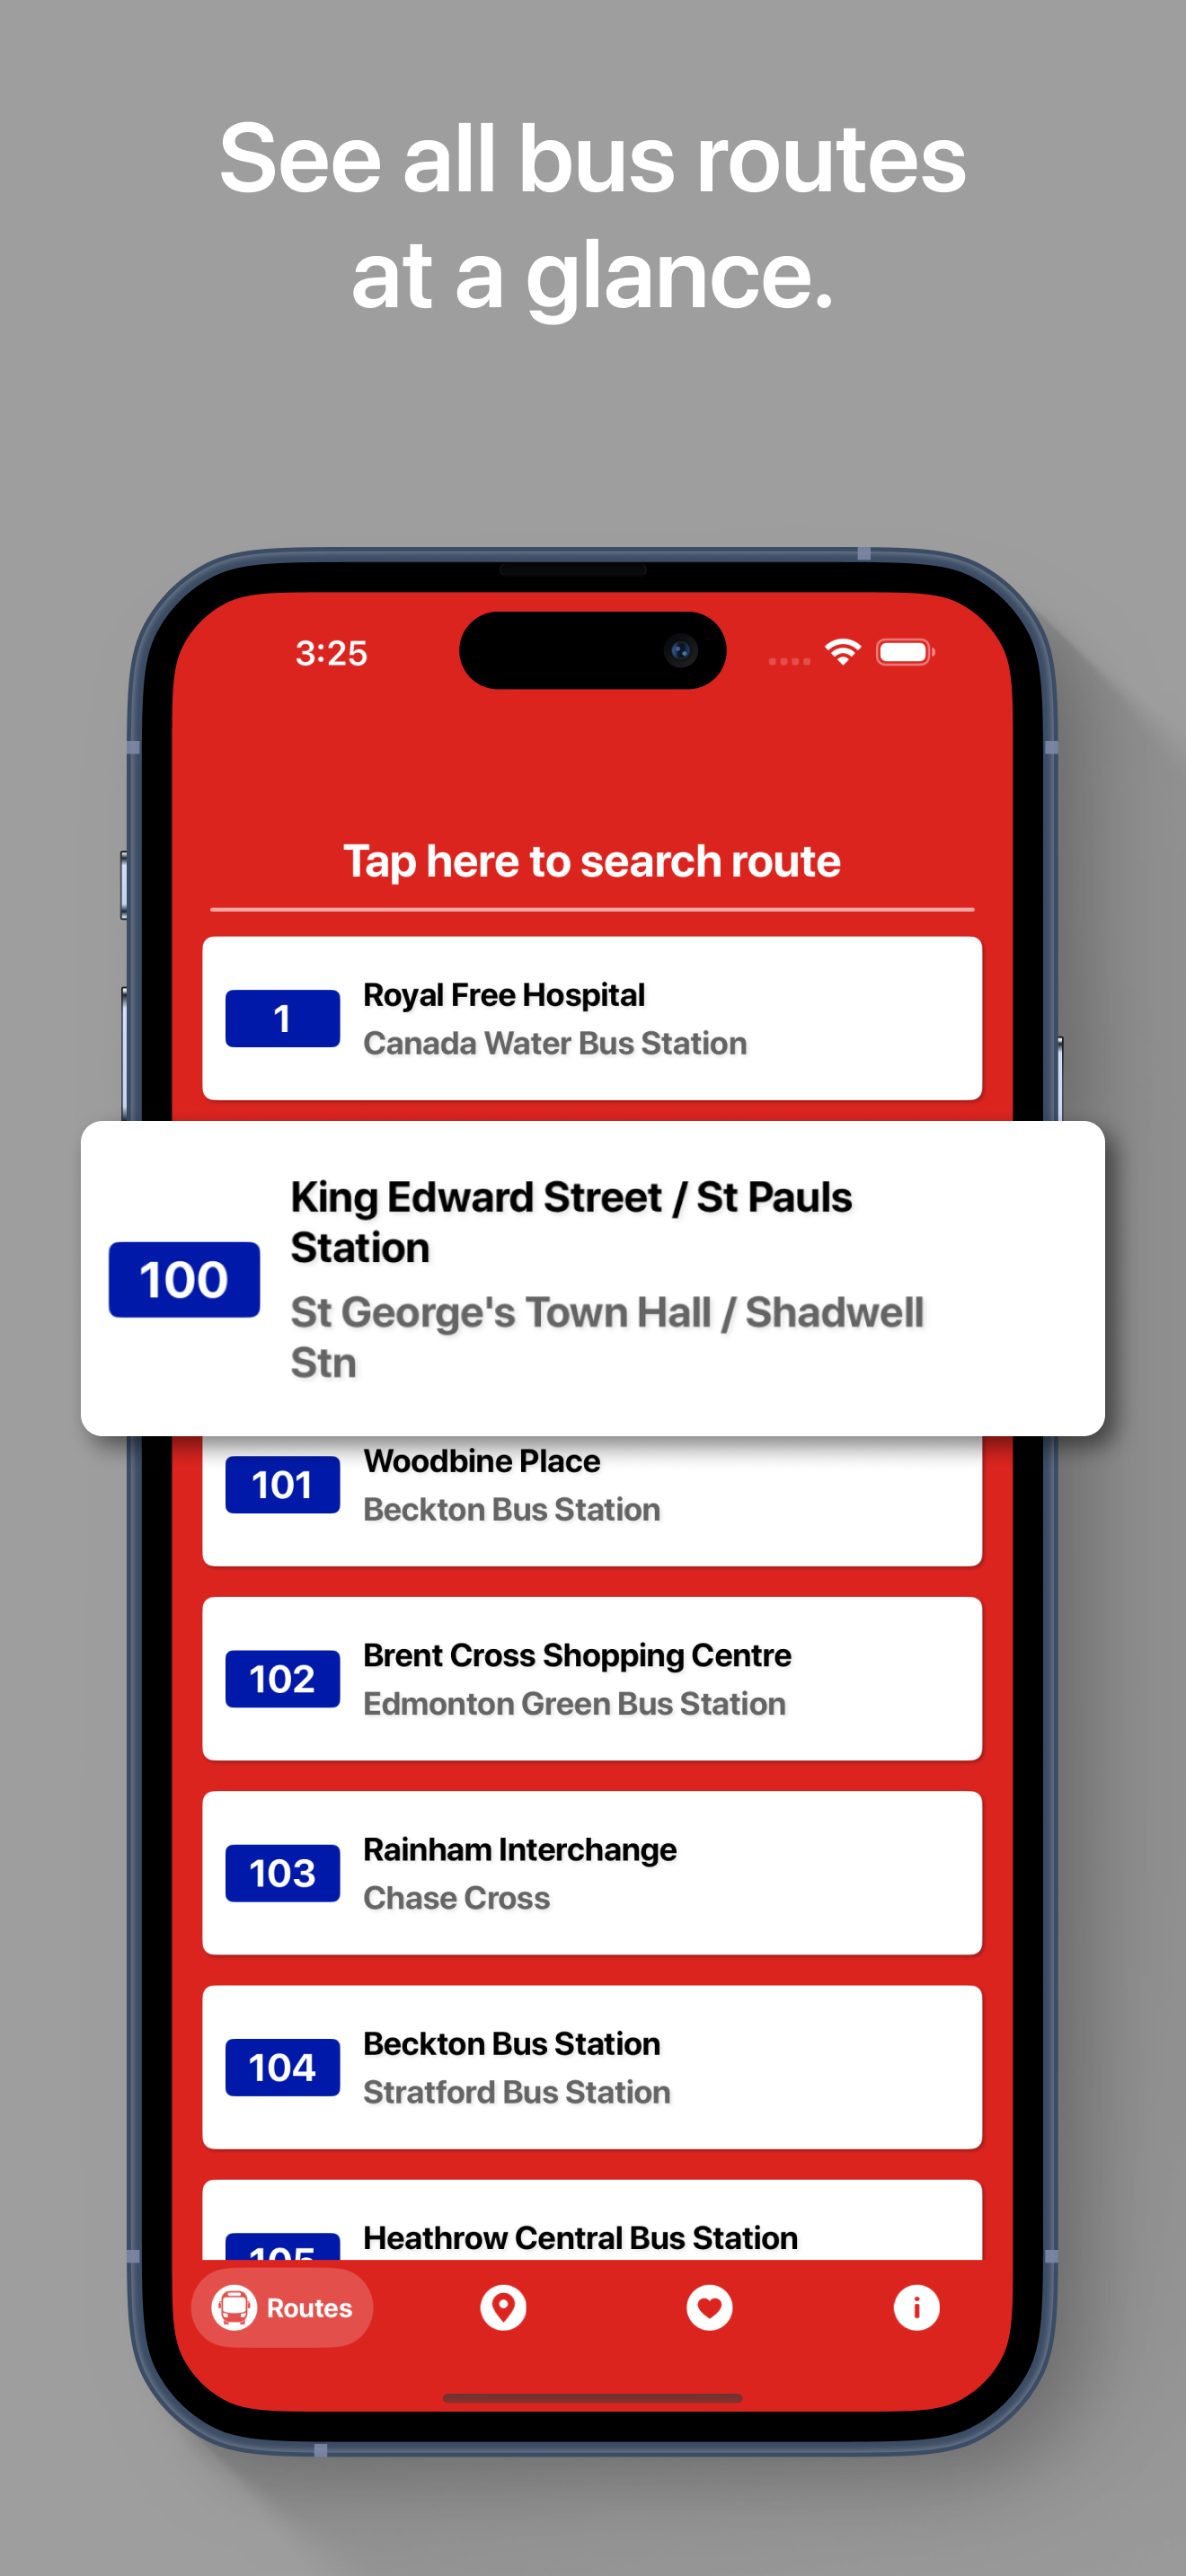 See all bus routes
at a glance.
3:25
Tap here to search route
1
Royal Free Hospital
Canada Water Bus Station
100
King Edward Street / St Pauls
Station
St George's Town Hall / Shadwell
Stn
101
Woodbine Place
Beckton Bus Station
102
Brent Cross Shopping Centre
Edmonton Green Bus Station
103
Rainham Interchange
Chase Cross
104
Beckton Bus Station
Stratford Bus Station
105
Heathrow Central Bus Station
Routes